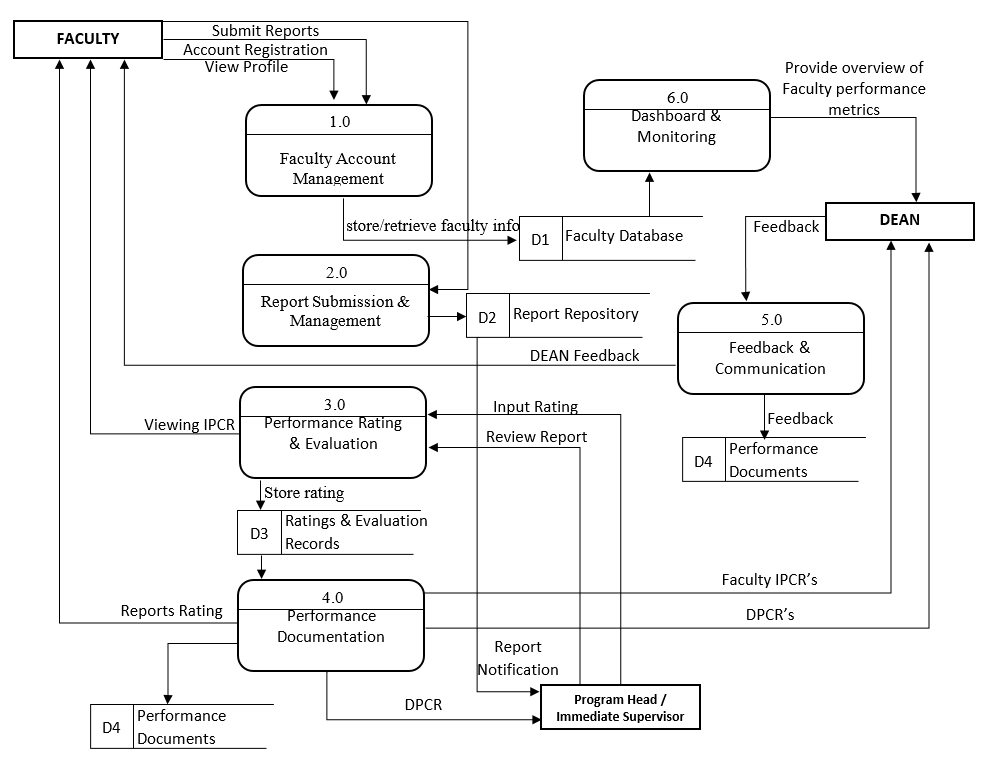 FACULTY
Submit Reports
Account Registration
View Profile
1.0
Faculty Account
Management
6.0
Dashboard &
Monitoring
Provide overview of
Faculty performance
metrics
DEAN
Feedback
store/retrieve faculty info
D1
Faculty Database
2.0
Report Submission &
Management
D2
Report Repository
5.0
Feedback &
Communication
DEAN Feedback
3.0
Performance Rating
& Evaluation
Viewing IPCR
Input Rating
Review Report
Feedback
D4
Performance
Documents
Store rating
D3
Ratings & Evaluation
Records
4.0
Performance
Documentation
Reports Rating
Faculty IPCR’s
DPCR’s
Report
Notification
DPCR
Program Head /
Immediate Supervisor
D4
Performance
Documents